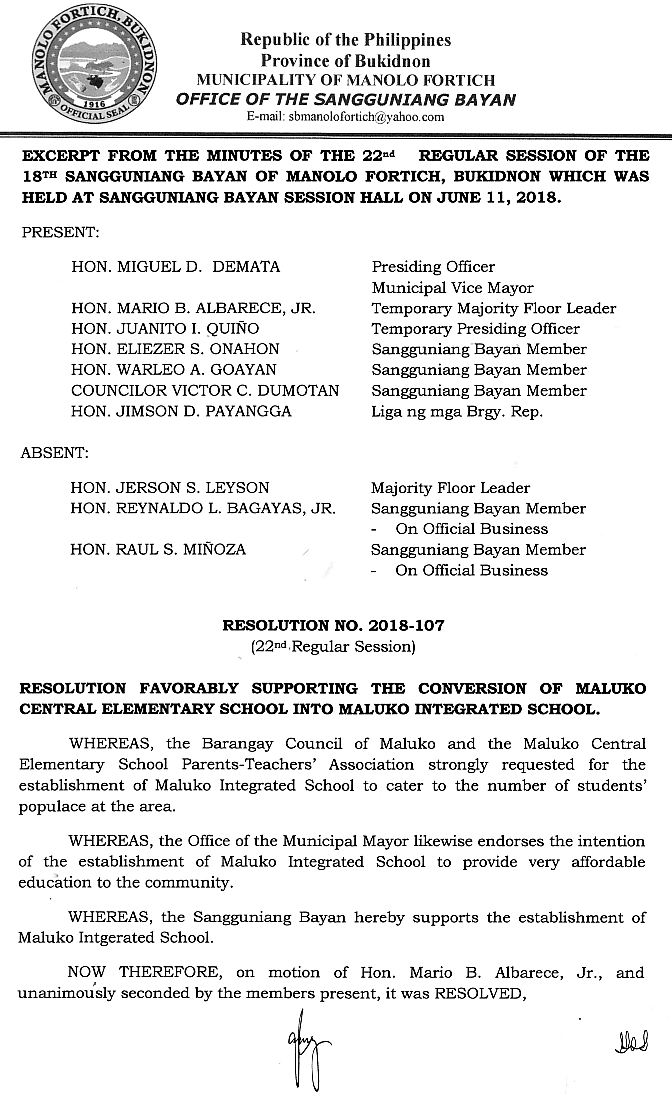 MANOLO FORTICH, BUKIDNON
1916
OFFICIAL SEAL
Republic of the Philippines
Province of Bukidnon
MUNICIPALITY OF MANOLO FORTICH
OFFICE OF THE SANGGUNIANG BAYAN
E-mail: sbmanolofortich@yahoo.com
EXCERPT FROM THE MINUTES OF THE 22nd REGULAR SESSION OF THE
18TH SANGGUNIANG BAYAN OF MANOLO FORTICH, BUKIDNON WHICH WAS
HELD AT SANGGUNIANG BAYAN SESSION HALL ON JUNE 11, 2018.
PRESENT:
HON. MIGUEL D. DEMATA Presiding Officer
Municipal Vice Mayor
HON. MARIO B. ALBARECE, JR. Temporary Majority Floor Leader
HON. JUANITO I. QUIÑO Temporary Presiding Officer
HON. ELIEZER S. ONAHON Sangguniang Bayan Member
HON. WARLEO A. GOAYAN Sangguniang Bayan Member
COUNCILOR VICTOR C. DUMOTAN Sangguniang Bayan Member
HON. JIMSON D. PAYANGGA Liga ng mga Brgy. Rep.
ABSENT:
HON. JERSON S. LEYSON Majority Floor Leader
HON. REYNALDO L. BAGAYAS, JR. Sangguniang Bayan Member
- On Official Business
HON. RAUL S. MIÑOZA Sangguniang Bayan Member
- On Official Business
RESOLUTION NO. 2018-107
(22nd Regular Session)
RESOLUTION FAVORABLY SUPPORTING THE CONVERSION OF MALUKO
CENTRAL ELEMENTARY SCHOOL INTO MALUKO INTEGRATED SCHOOL.
WHEREAS, the Barangay Council of Maluko and the Maluko Central
Elementary School Parents-Teachers' Association strongly requested for the
establishment of Maluko Integrated School to cater to the number of students'
populace at the area.
WHEREAS, the Office of the Municipal Mayor likewise endorses the intention
of the establishment of Maluko Integrated School to provide very affordable
education to the community.
WHEREAS, the Sangguniang Bayan hereby supports the establishment of
Maluko Intgerated School.
NOW THEREFORE, on motion of Hon. Mario B. Albarece, Jr., and
unanimously seconded by the members present, it was RESOLVED,